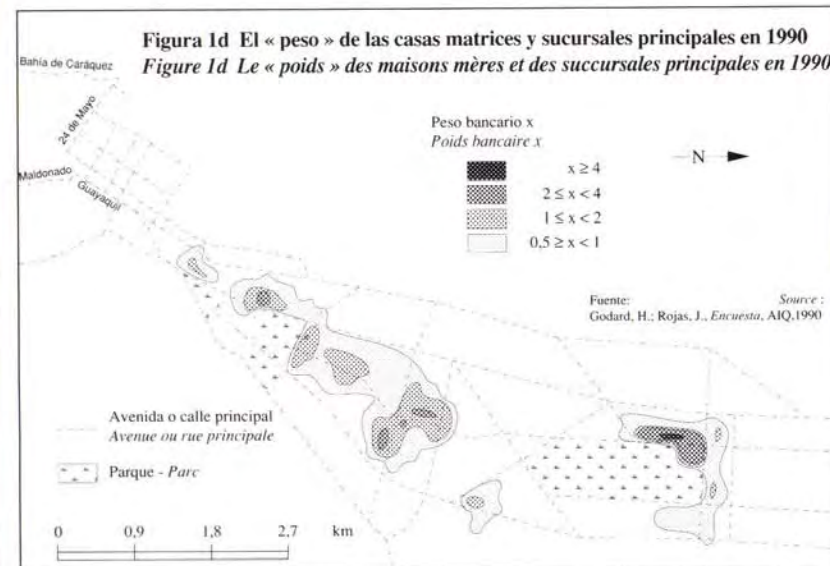 Figura 1d El « peso » de las casas matrices y sucursales principales en 1990
Figure 1d Le « poids » des maisons mères et des succursales principales en 1990
Bahía de Caráquez
24 de Mayo
Maldonado
Guayaquil
Peso bancario x
Poids bancaire x
x ≥ 4
2 ≤ x < 4
1 ≤ x < 2
0,5 ≥ x < 1
N
Fuente: Source :
Godard, H.; Rojas, J., Encuesta, AIQ,1990
Avenida o calle principal
Avenue ou rue principale
Parque - Parc
0 0,9 1,8 2,7 km